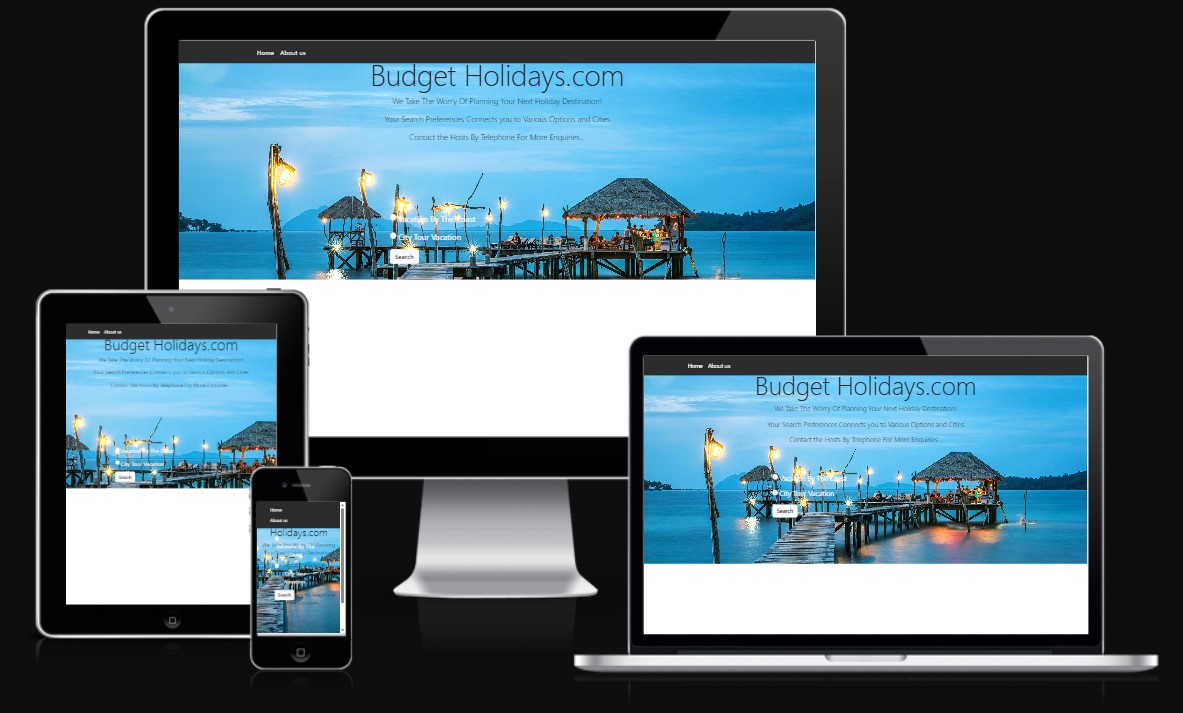 Home About us
Budget Holidays.com
We Take The Worry Of Planning Your Next Holiday Destination!
Your Search Preferences Connects you to Various Options and Cities
Contact the Hosts By Telephone For More Enquiries...
Vacation By The Coast
City Tour Vacation
Search
Home About us
Budget Holidays.com
We Take The Worry Of Planning Your Next Holiday Destination!
Your Search Preferences Connects you to Various Options and Cities
Contact the Hosts By Telephone For More Enquiries...
City Tour Vacation
Search
Home
About us
Holidays.com
Search
Home About us
Budget Holidays.com
We Take The Worry Of Planning Your Next Holiday Destination!
Your Search Preferences Connects you to Various Options and Cities
Contact the Hosts By Telephone For More Enquiries...
Vacation By The Coast
City Tour Vacation
Search